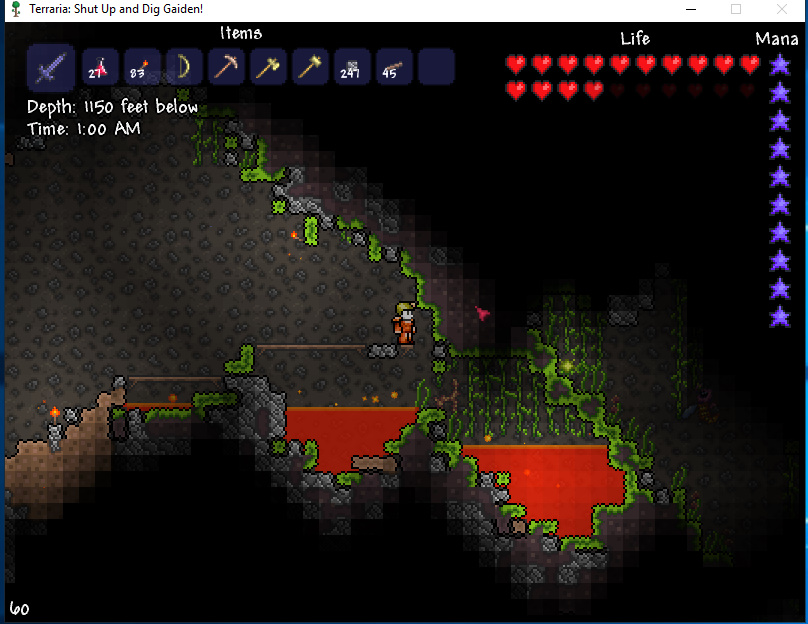 Terraria: Shut Up and Dig Gaiden!
Items
Life
Mana
27
83
247
45
Depth: 1150 feet below
Time: 1:00 AM
60